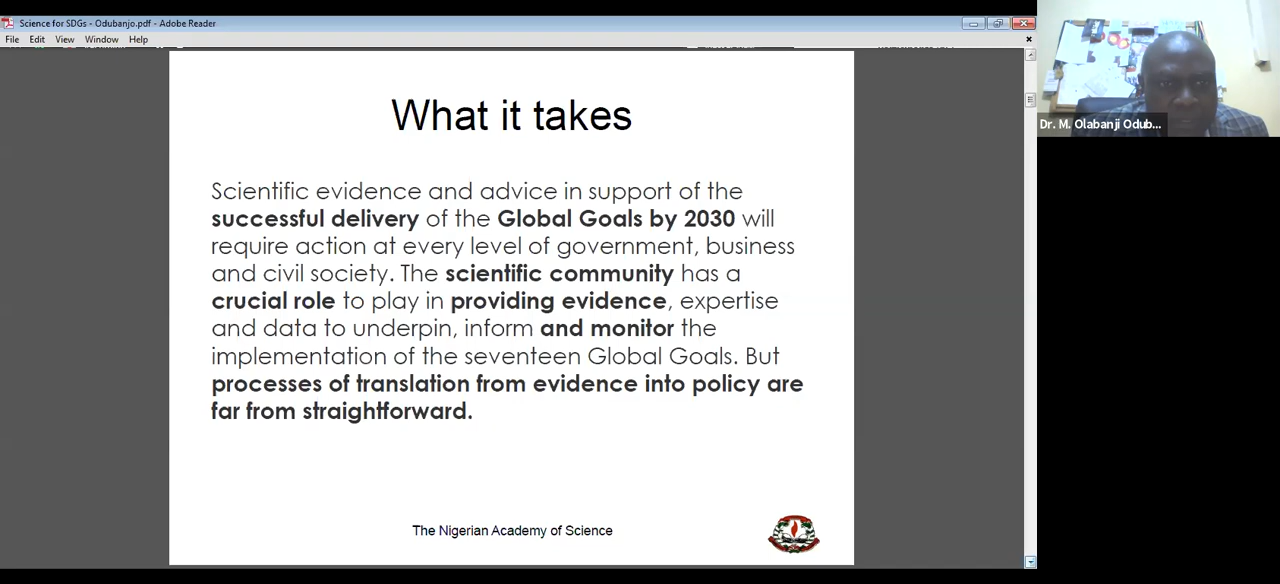 Science for SDGs - Odubanjo.pdf - Adobe Reader
File Edit View Window Help
What it takes
Scientific evidence and advice in support of the
successful delivery of the Global Goals by 2030 will
require action at every level of government, business
and civil society. The scientific community has a
crucial role to play in providing evidence, expertise
and data to underpin, inform and monitor the
implementation of the seventeen Global Goals. But
processes of translation from evidence into policy are
far from straightforward.
The Nigerian Academy of Science
Dr. M. Olabanji Odub...